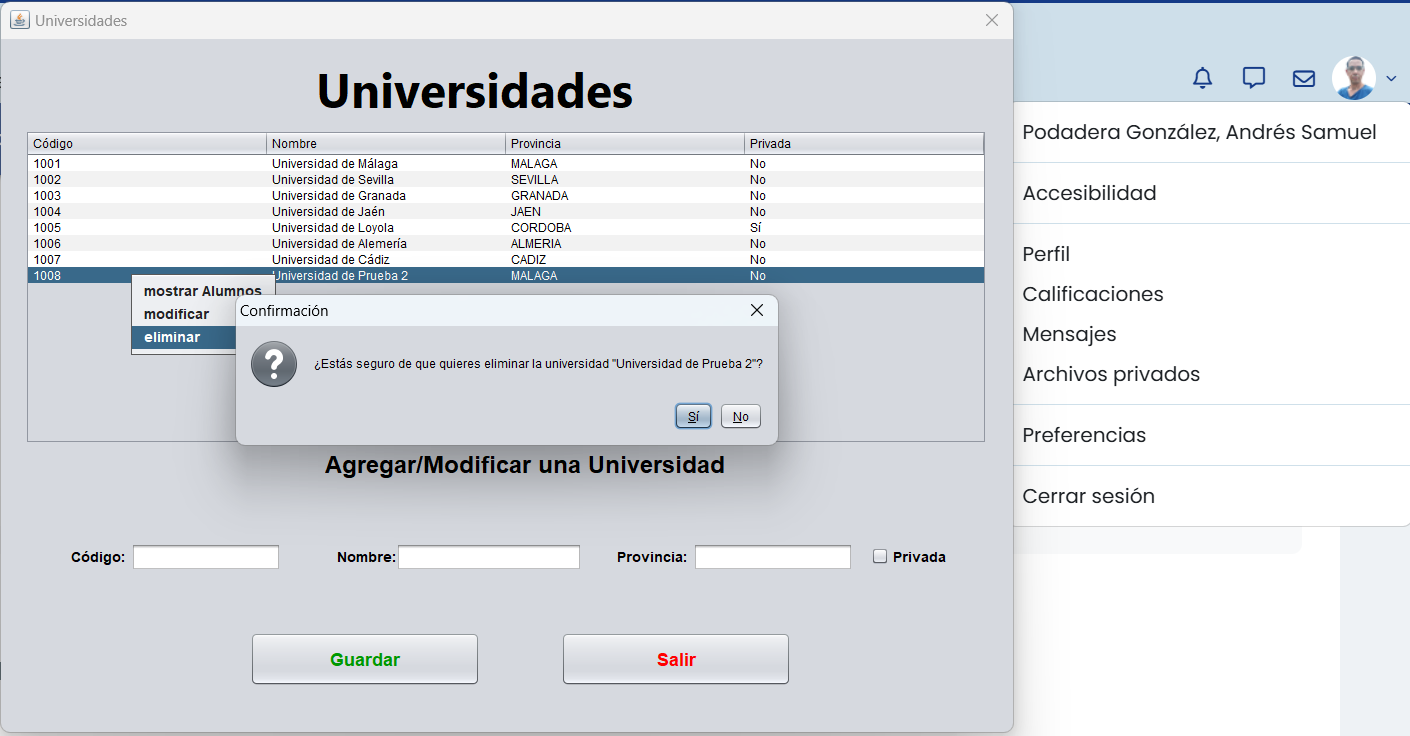 Universidades
Universidades
Código Nombre Provincia Privada
1001 Universidad de Málaga MALAGA No
1002 Universidad de Sevilla SEVILLA No
1003 Universidad de Granada GRANADA No
1004 Universidad de Jaén JAEN No
1005 Universidad de Loyola CORDOBA Sí
1006 Universidad de Alemería ALMERIA No
1007 Universidad de Cádiz CADIZ No
1008 Universidad de Prueba 2 MALAGA No
mostrar Alumnos
modificar
eliminar
Confirmación
¿Estás seguro de que quieres eliminar la universidad "Universidad de Prueba 2"?
Sí No
Agregar/Modificar una Universidad
Código: Nombre: Provincia: Privada
Guardar Salir
Podadera González, Andrés Samuel
Accesibilidad
Perfil
Calificaciones
Mensajes
Archivos privados
Preferencias
Cerrar sesión